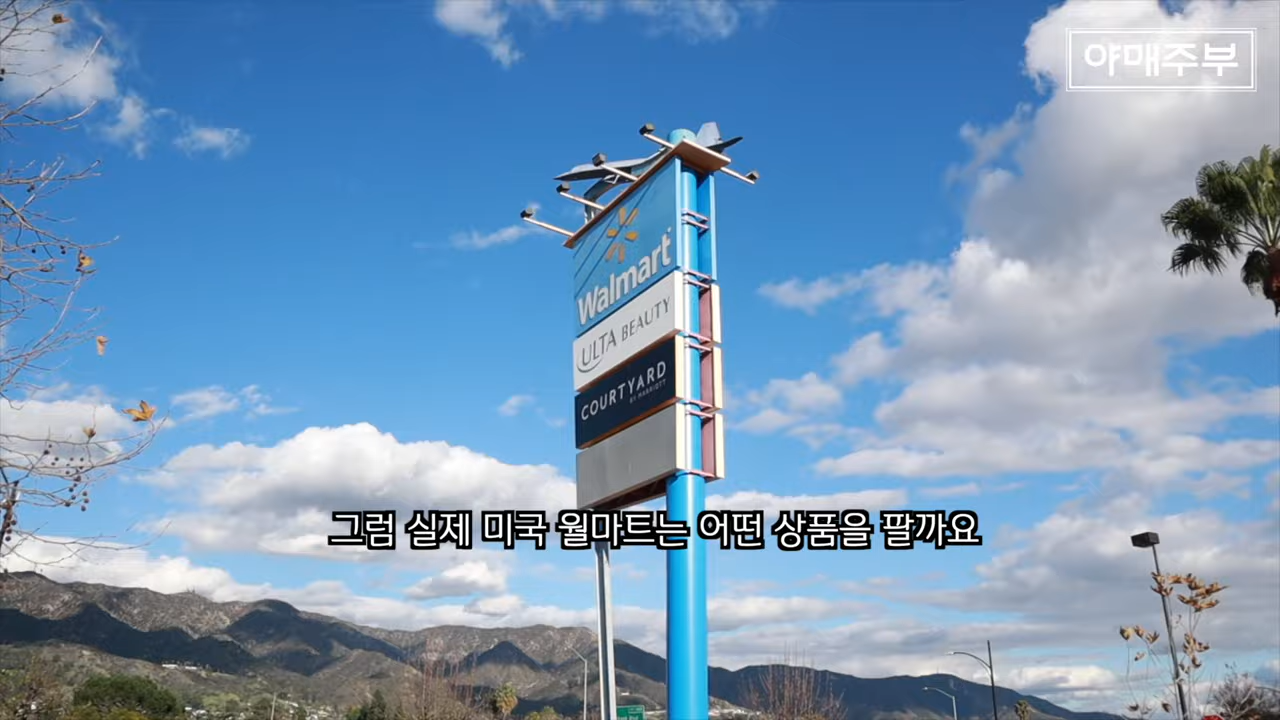 야매주부
Walmart
ULTA BEAUTY
COURTYARD
BY MARRIOTT
그럼 실제 미국 월마트는 어떤 상품을 팔까요